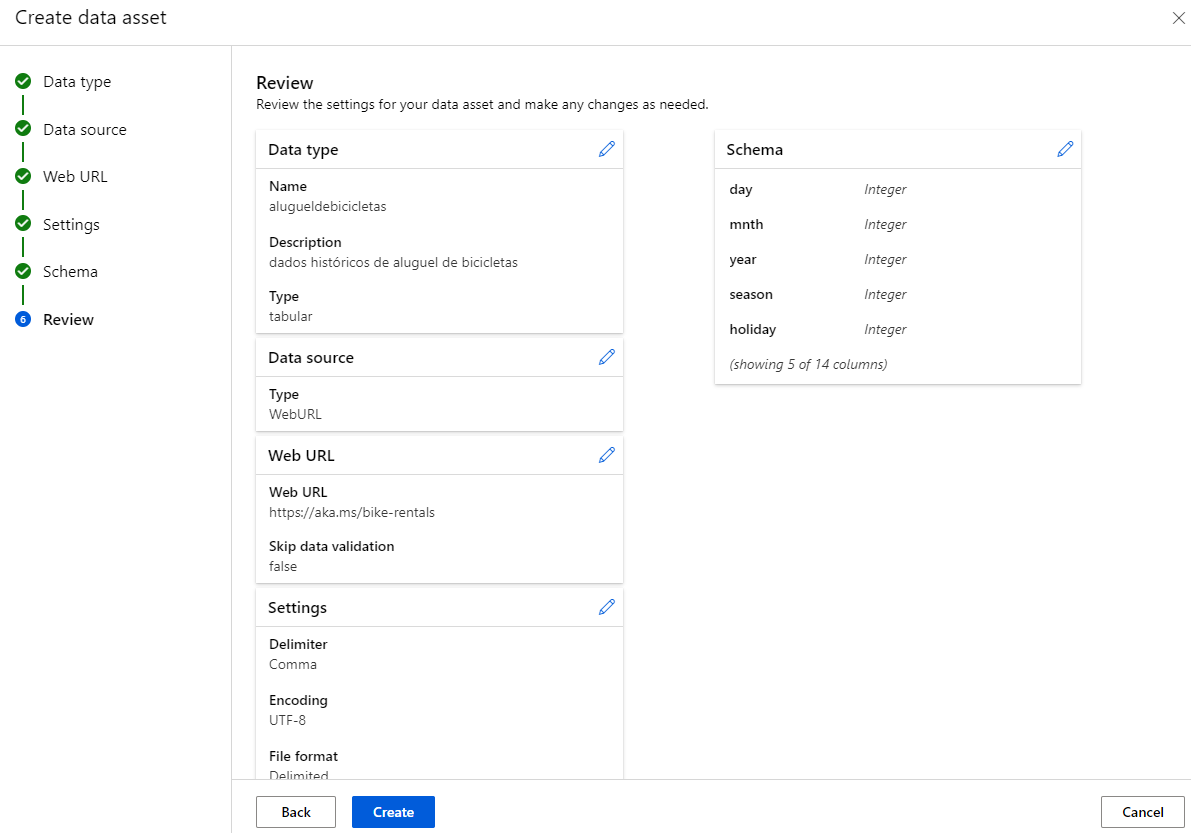 Create data asset
Data type
Data source
Web URL
Settings
Schema
6 Review
Review
Review the settings for your data asset and make any changes as needed.
Data type
Name
alugueldebicicletas
Description
dados históricos de aluguel de bicicletas
Type
tabular
Data source
Type
WebURL
Web URL
Web URL
https://aka.ms/bike-rentals
Skip data validation
false
Settings
Delimiter
Comma
Encoding
UTF-8
File format
Delimited
Schema
day Integer
mnth Integer
year Integer
season Integer
holiday Integer
(showing 5 of 14 columns)
Back Create Cancel